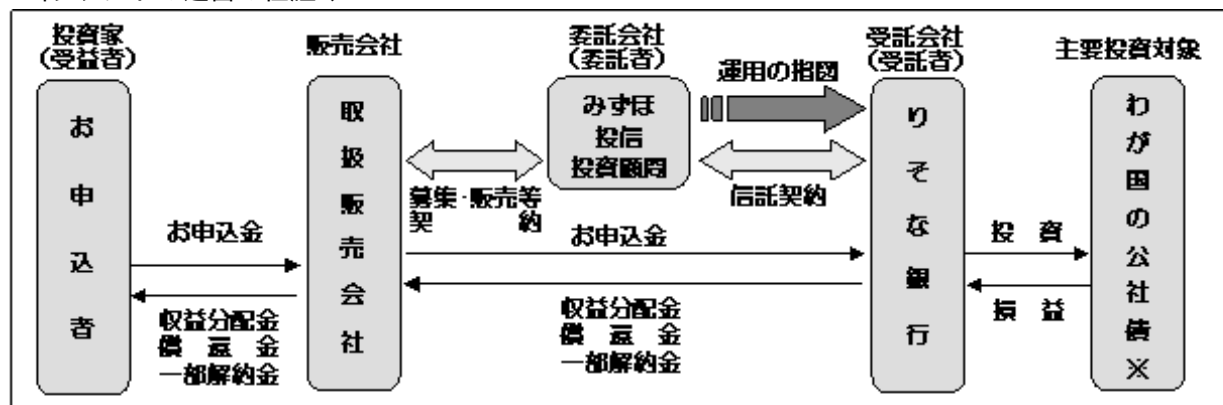 投資家
(受益者)
お申込者
販売会社
取扱販売会社
募集・販売等
契約
委託会社
(委託者)
みずほ
投信
投資顧問
運用の指図
信託契約
受託会社
(受託者)
りそな銀行
主要投資対象
わが国の公社債※
お申込金
収益分配金
償還金
一部解約金
お申込金
収益分配金
償還金
一部解約金
投資
損益